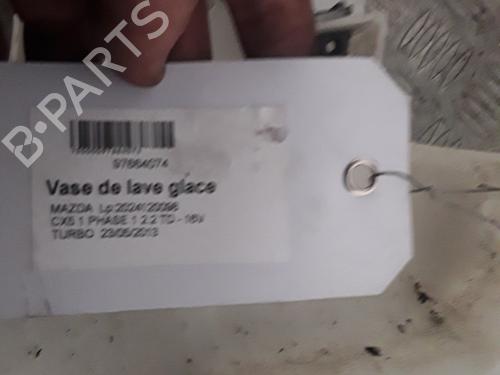 B-PARTS
97864074
Vase de lave glace
MAZDA Lp:2024120098
CX5 1 PHASE 1 2.2 TD - 16V
TURBO 23/05/2013